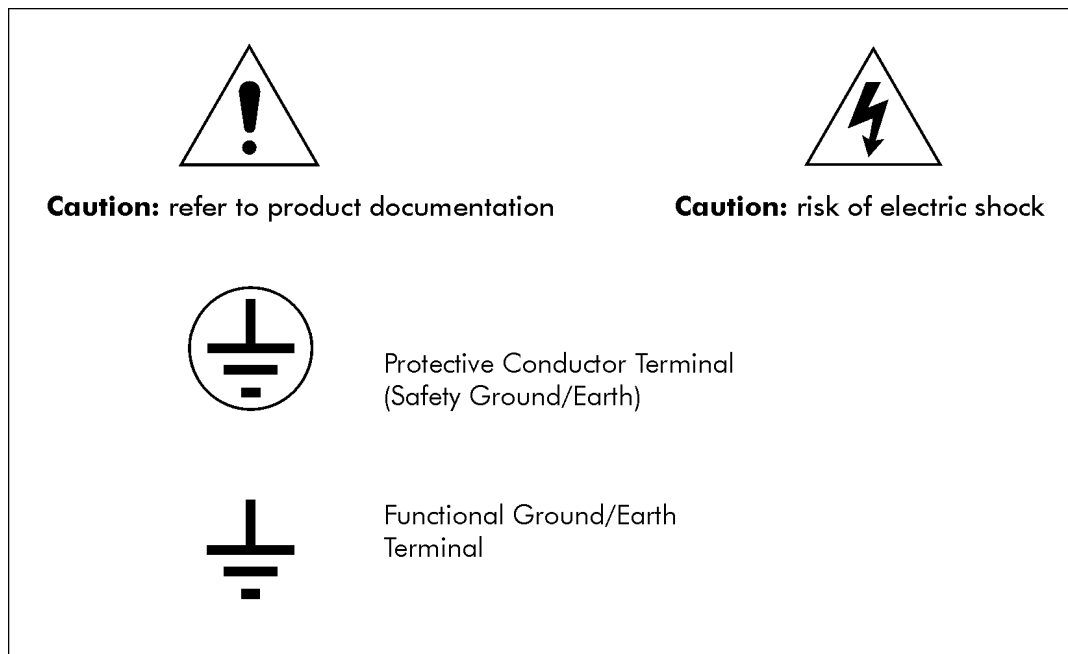 Caution: refer to product documentation
Caution: risk of electric shock
Protective Conductor Terminal
(Safety Ground/Earth)
Functional Ground/Earth
Terminal